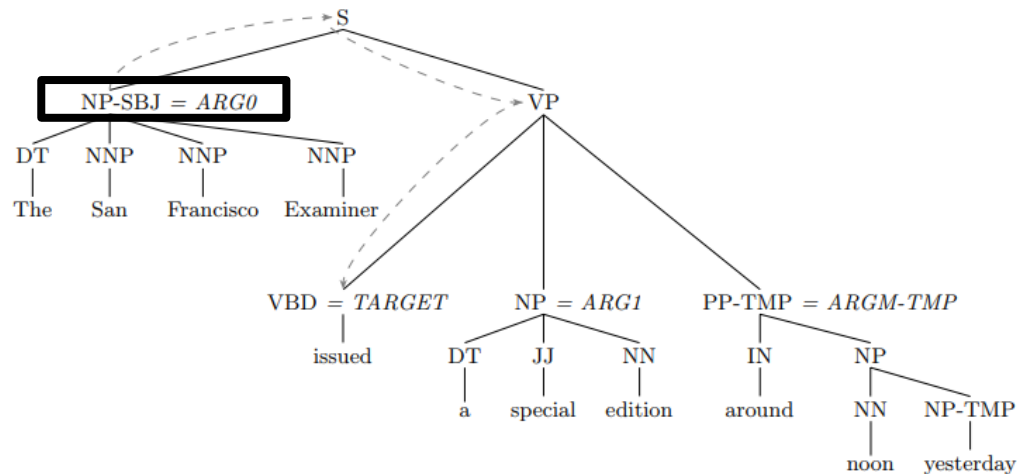 S
NP-SBJ = ARG0 VP
DT NNP NNP NNP
The San Francisco Examiner
VBD = TARGET NP = ARG1 PP-TMP = ARGM-TMP
issued DT JJ NN IN NP
a special edition around NN NP-TMP
noon yesterday